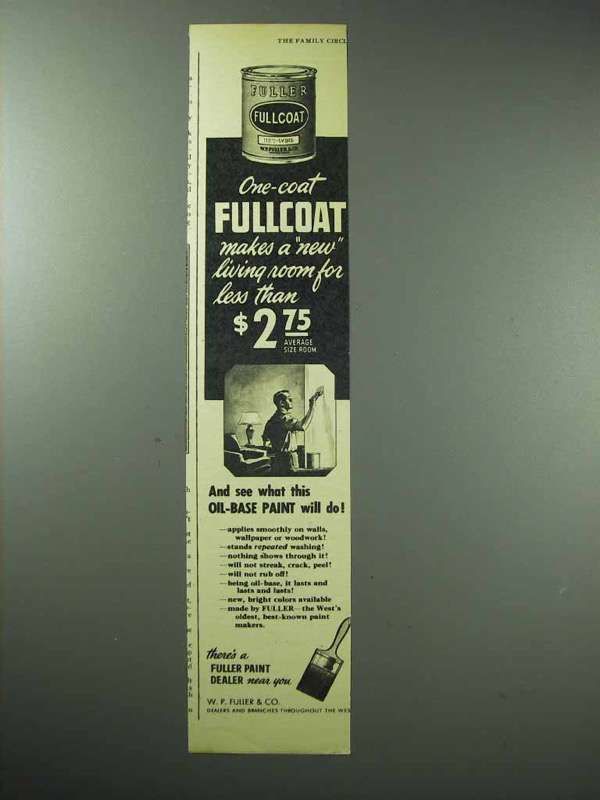 THE FAMILY CIRCL
FULLER
FULLCOAT
W.P. FULLER & CO.
One-coat
FULLCOAT
makes a "new"
living room for
less than
$2 75
AVERAGE
SIZE ROOM
And see what this
OIL-BASE PAINT will do!
—applies smoothly on walls,
wallpaper or woodwork!
—stands repeated washing!
—nothing shows through it!
—will not streak, crack, peel!
—will not rub off!
—being oil-base, it lasts and
lasts and lasts!
—new, bright colors available
—made by FULLER—the West's
oldest, best-known paint
makers.
there's a
FULLER PAINT
DEALER near you
W. P. FULLER & CO.
DEALERS AND BRANCHES THROUGHOUT THE WES